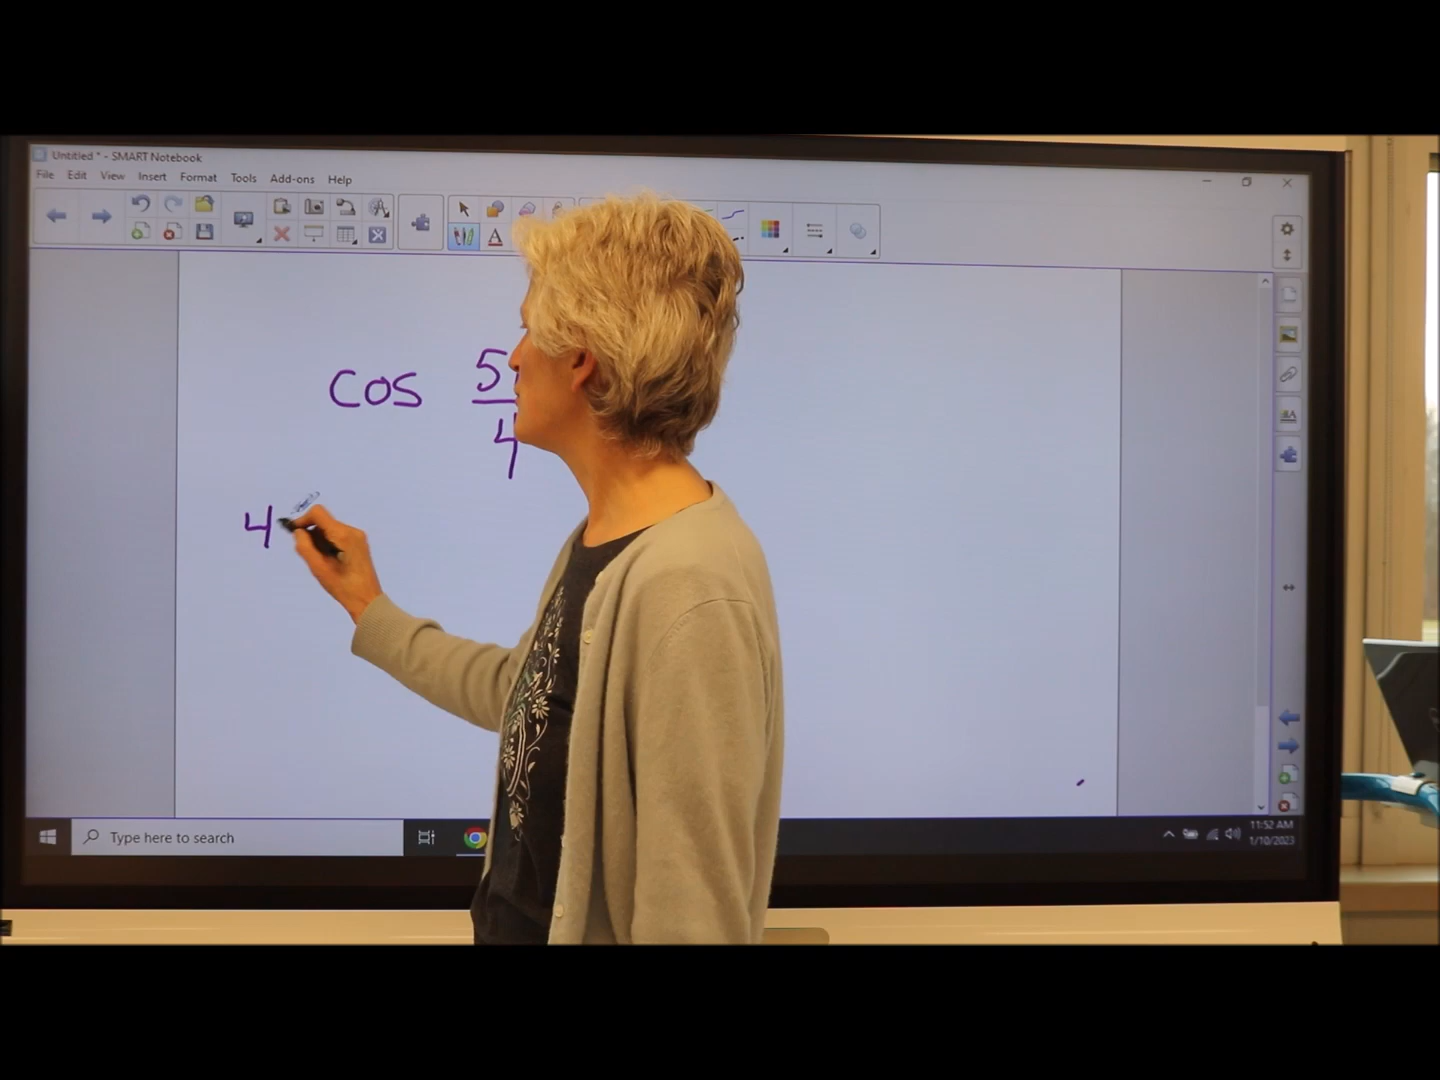 Untitled * - SMART Notebook
File Edit View Insert Format Tools Add-ons Help
cos 5
4
4
Type here to search
11:52 AM
1/10/2023